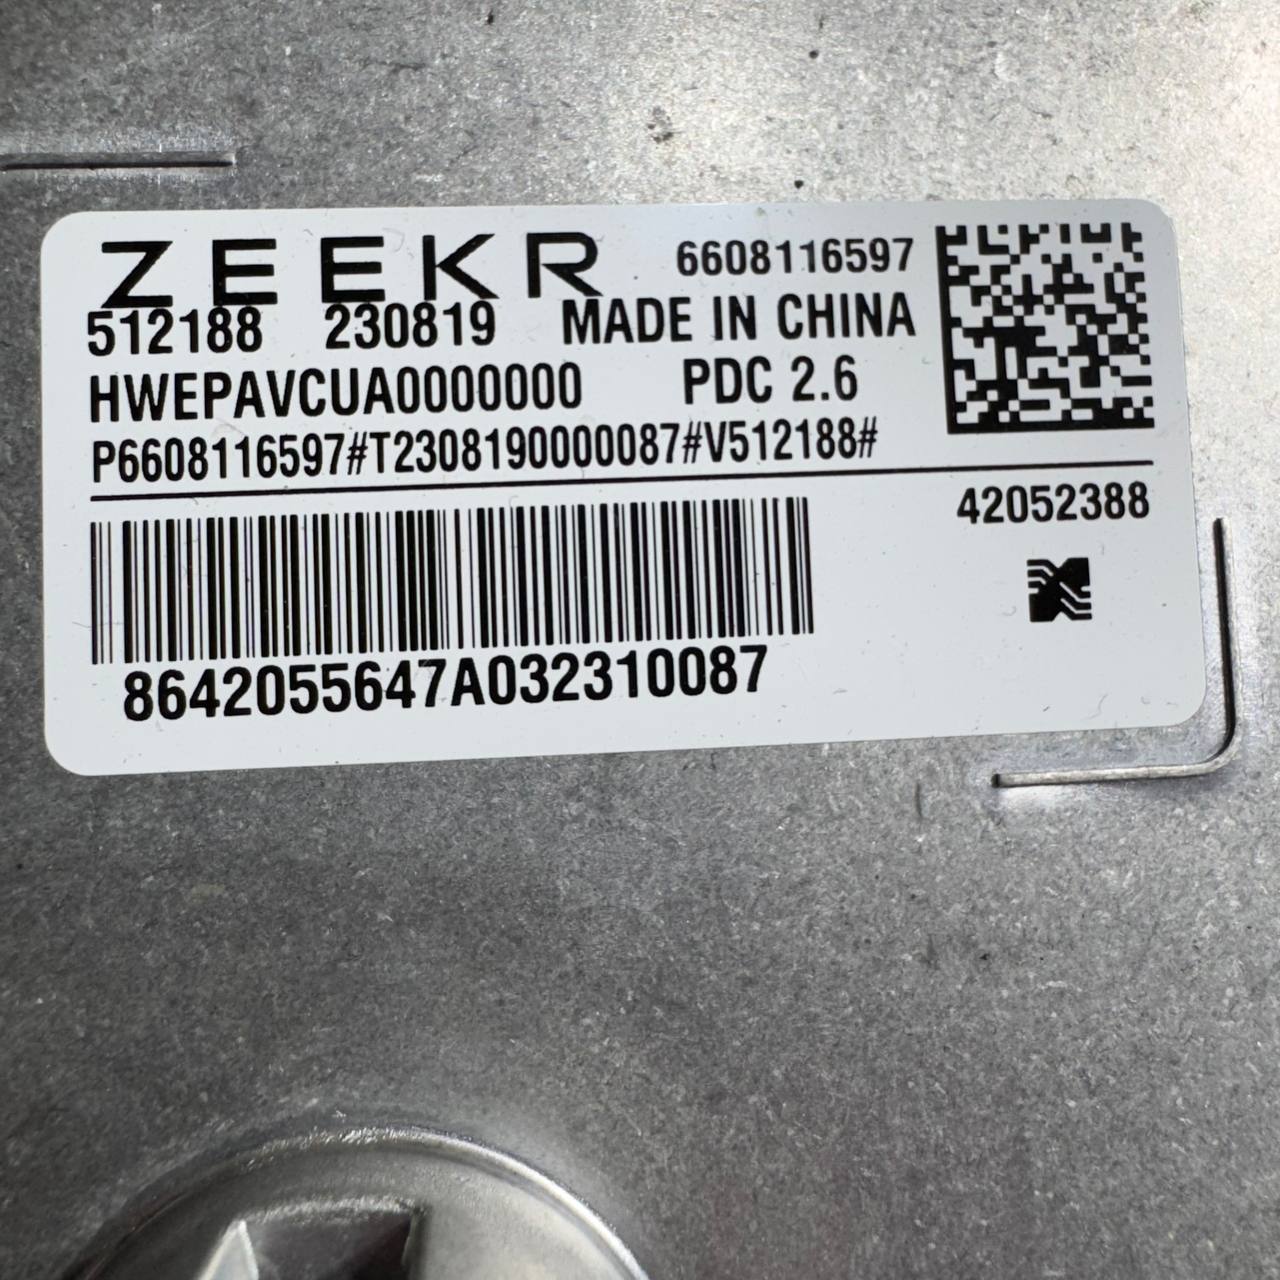 ZEEKR 6608116597
512188 230819 MADE IN CHINA
HWEPAVCUA0000000 PDC 2.6
P6608116597#T2308190000087#V512188#
42052388
8642055647A032310087